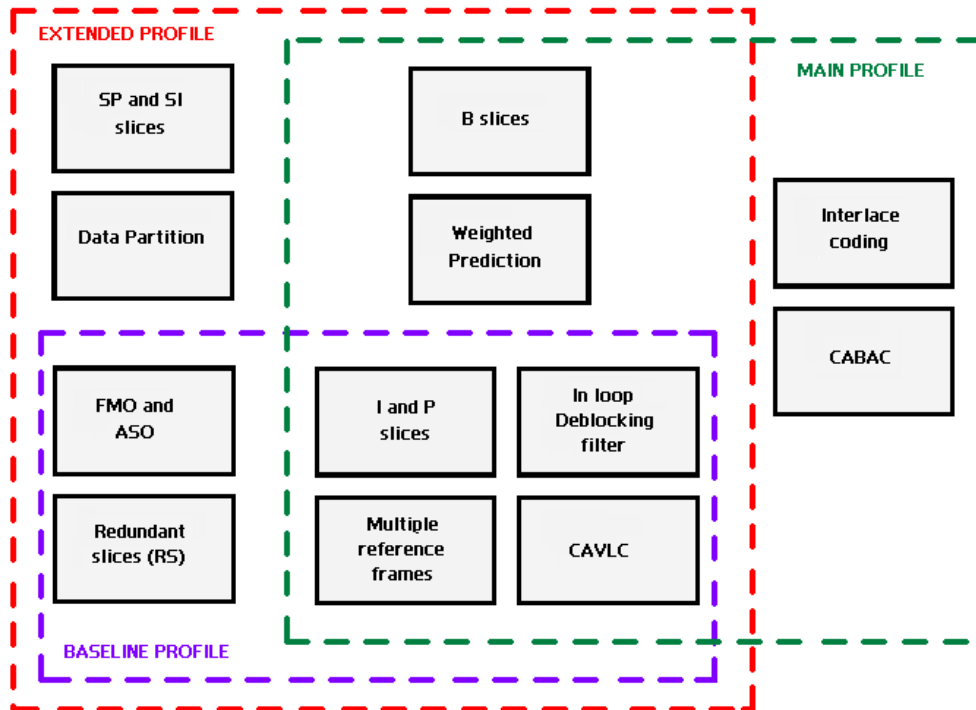 EXTENDED PROFILE
MAIN PROFILE
SP and SI
slices
B slices
Data Partition
Weighted
Prediction
Interlace
coding
CABAC
FMO and
ASO
I and P
slices
In loop
Deblocking
filter
Redundant
slices (RS)
Multiple
reference
frames
CAVLC
BASELINE PROFILE